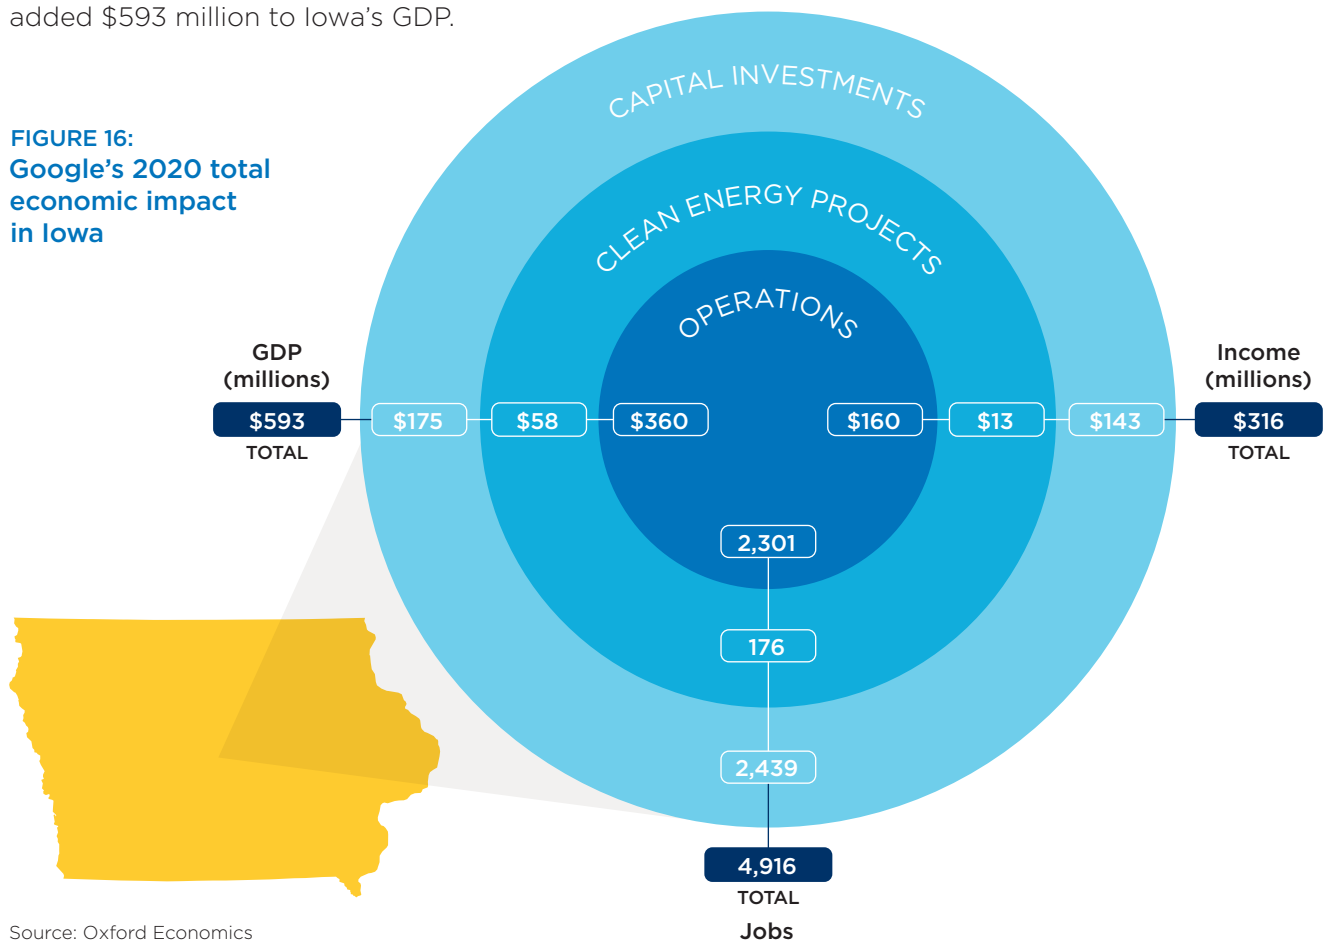 added $593 million to Iowa’s GDP.
FIGURE 16:
Google’s 2020 total
economic impact
in Iowa
CAPITAL INVESTMENTS
CLEAN ENERGY PROJECTS
OPERATIONS
GDP
(millions)
$593
TOTAL
$175
$58
$360
$160
$13
$143
Income
(millions)
$316
TOTAL
2,301
176
2,439
4,916
TOTAL
Jobs
Source: Oxford Economics